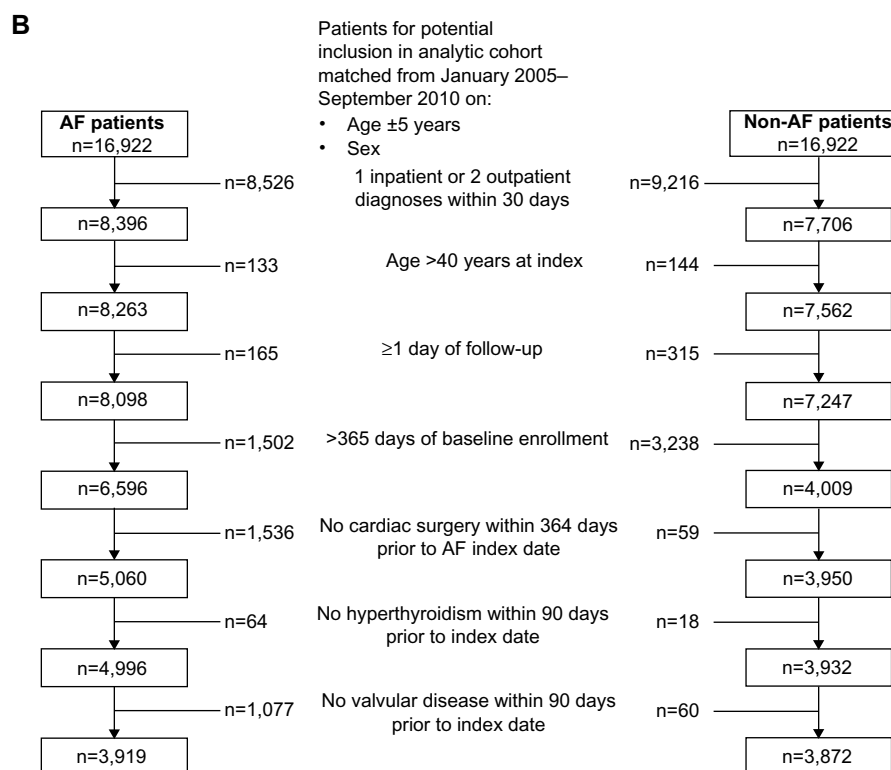 B
Patients for potential
inclusion in analytic cohort
matched from January 2005–
September 2010 on:
• Age ±5 years
• Sex
AF patients
n=16,922
Non-AF patients
n=16,922
n=8,526
1 inpatient or 2 outpatient
diagnoses within 30 days
n=9,216
n=8,396
n=7,706
n=133
Age >40 years at index
n=144
n=8,263
n=7,562
n=165
≥1 day of follow-up
n=315
n=8,098
n=7,247
n=1,502
>365 days of baseline enrollment
n=3,238
n=6,596
n=4,009
n=1,536
No cardiac surgery within 364 days
prior to AF index date
n=59
n=5,060
n=3,950
n=64
No hyperthyroidism within 90 days
prior to index date
n=18
n=4,996
n=3,932
n=1,077
No valvular disease within 90 days
prior to index date
n=60
n=3,919
n=3,872